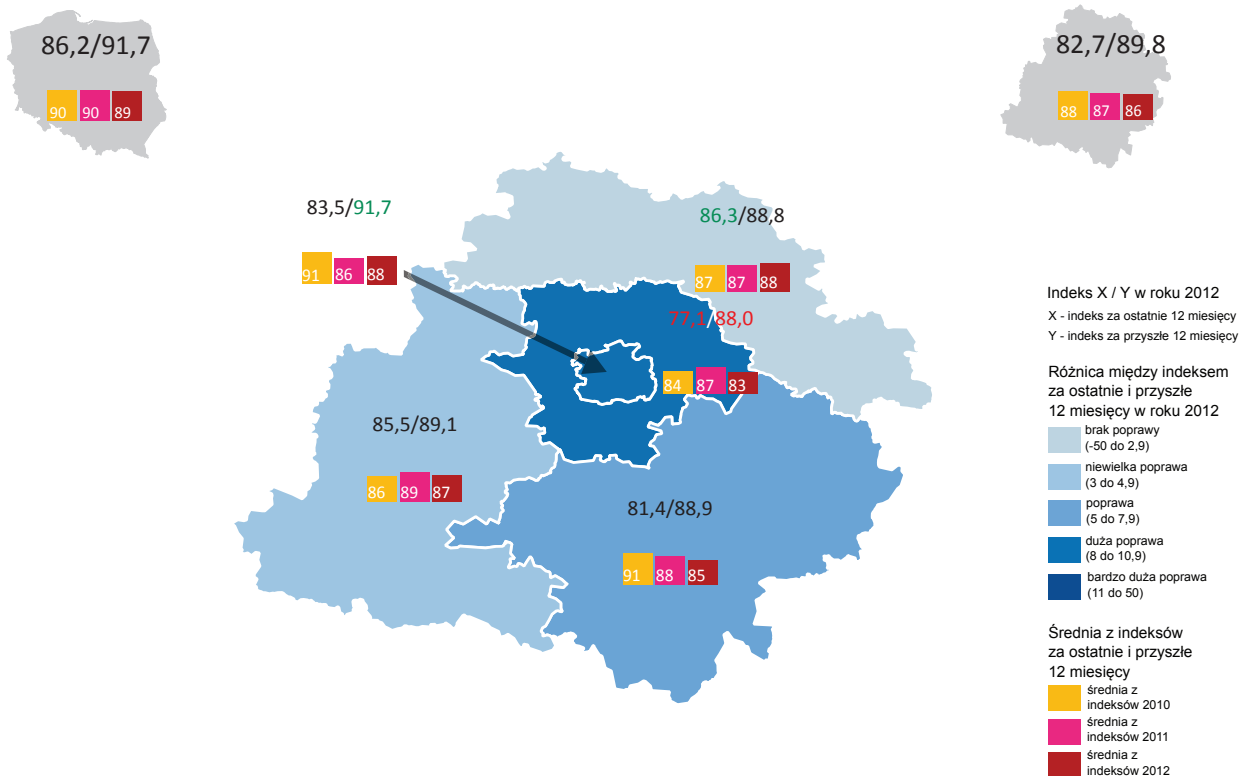 86,2/91,7
90 90 89
82,7/89,8
88 87 86
83,5/91,7
91 86 88
86,3/88,8
87 87 88
77,1/88,0
84 87 83
85,5/89,1
86 89 87
81,4/88,9
91 88 85
Indeks X / Y w roku 2012
X - indeks za ostatnie 12 miesięcy
Y - indeks za przyszłe 12 miesięcy
Różnica między indeksem
za ostatnie i przyszłe
12 miesięcy w roku 2012
brak poprawy
(-50 do 2,9)
niewielka poprawa
(3 do 4,9)
poprawa
(5 do 7,9)
duża poprawa
(8 do 10,9)
bardzo duża poprawa
(11 do 50)
Średnia z indeksów
za ostatnie i przyszłe
12 miesięcy
średnia z
indeksów 2010
średnia z
indeksów 2011
średnia z
indeksów 2012